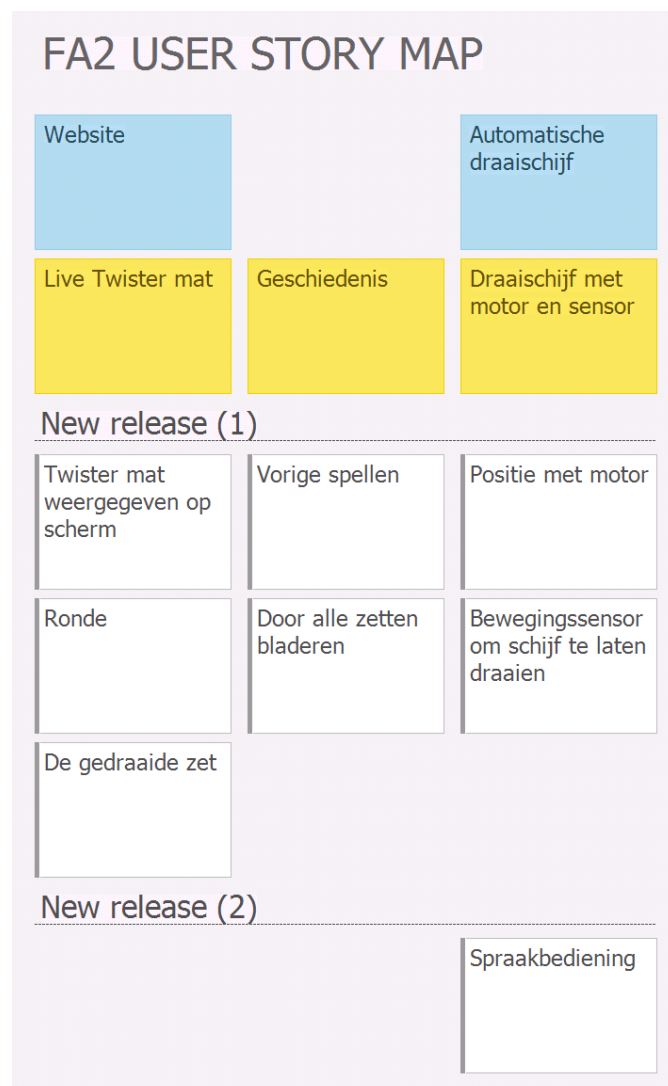 FA2 USER STORY MAP
Website
Automatische
draaischijf
Live Twister mat
Geschiedenis
Draaischijf met
motor en sensor
New release (1)
Twister mat
weergegeven op
scherm
Vorige spellen
Positie met motor
Ronde
Door alle zetten
bladeren
Bewegingssensor
om schijf te laten
draaien
De gedraaide zet
New release (2)
Spraakbediening